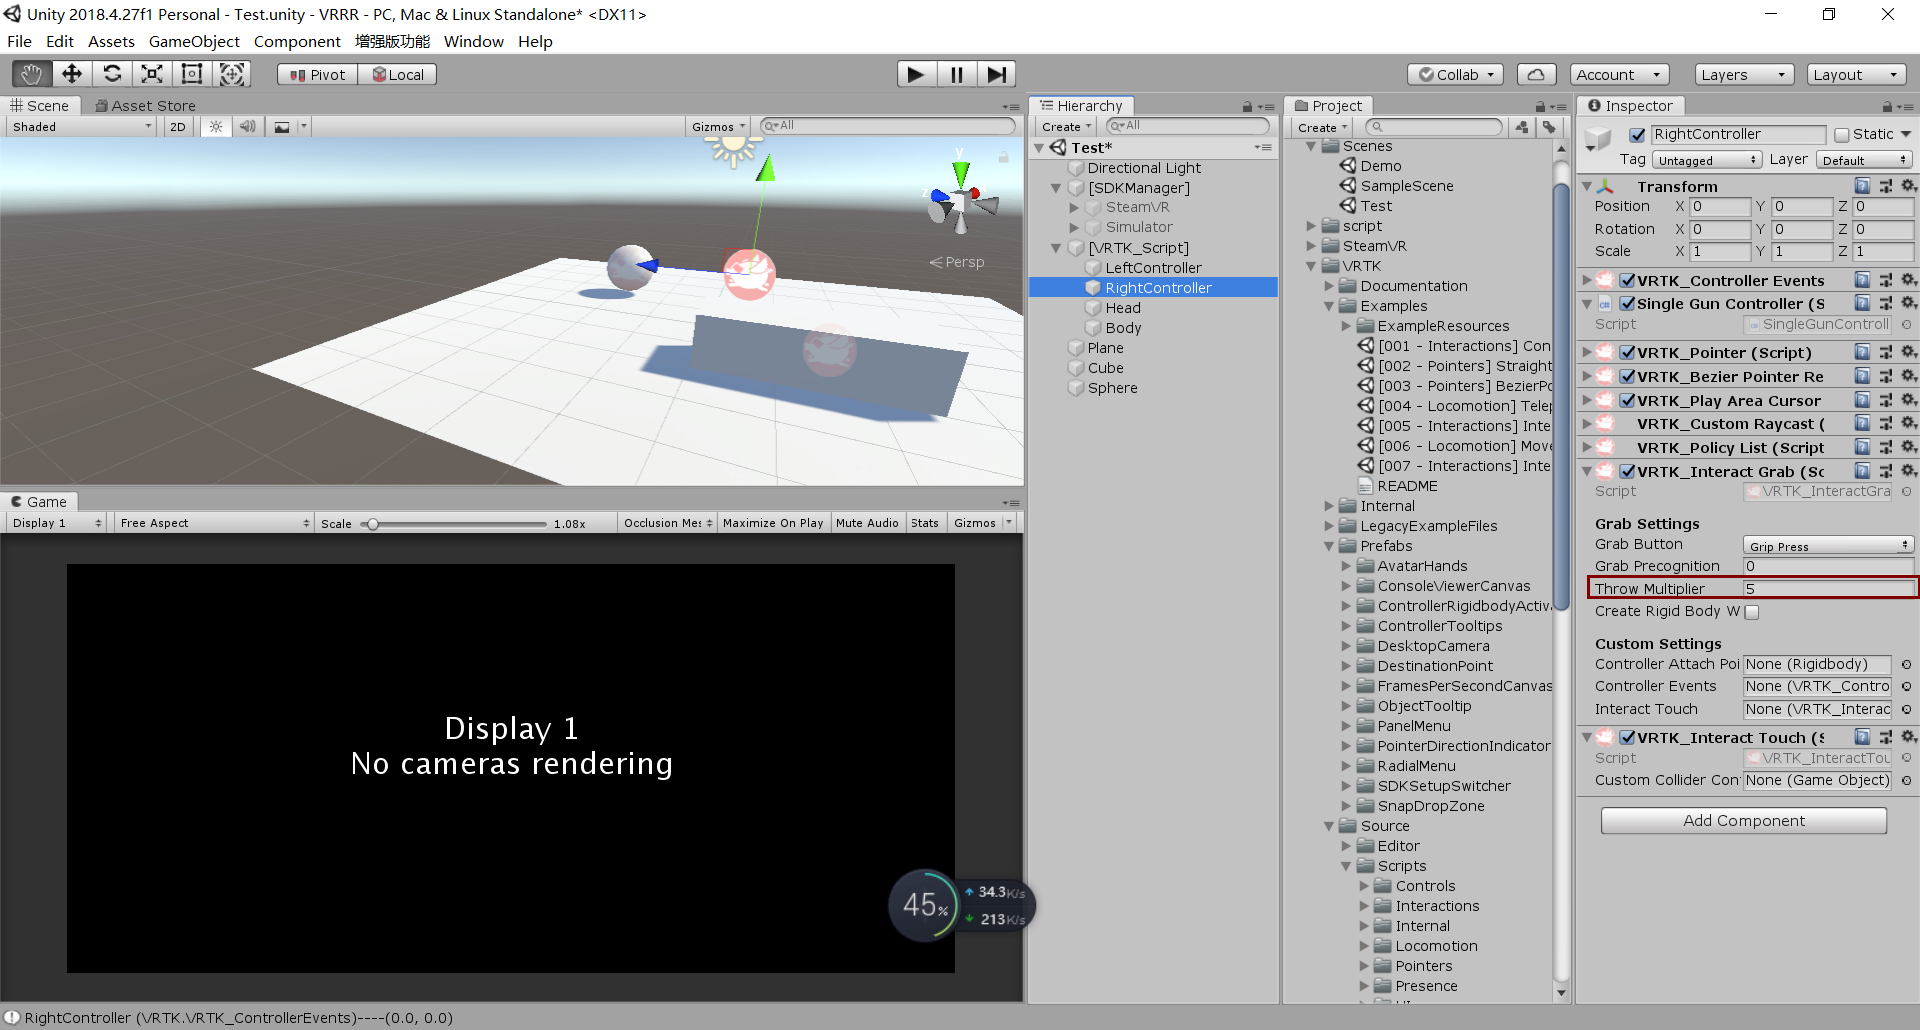 Unity 2018.4.27f1 Personal - Test.unity - VRRR - PC, Mac & Linux Standalone* <DX11>
File Edit Assets GameObject Component 增强版功能 Window Help
Pivot Local Collab Account Layers Layout
Scene Asset Store
Shaded 2D Gizmos All
Persp
y
Game
Display 1 Free Aspect Scale 1.08x Occlusion Mes Maximize On Play Mute Audio Stats Gizmos
Display 1
No cameras rendering
45% 34.3K/s
213K/s
Hierarchy
Create All
Test*
Directional Light
[SDKManager]
SteamVR
Simulator
[VRTK_Script]
LeftController
RightController
Head
Body
Plane
Cube
Sphere
Project
Create
Scenes
Demo
SampleScene
Test
script
SteamVR
VRTK
Documentation
Examples
ExampleResources
[001 - Interactions] Con
[002 - Pointers] Straight
[003 - Pointers] BezierPo
[004 - Locomotion] Telep
[005 - Interactions] Inte
[006 - Locomotion] Move
[007 - Interactions] Inte
README
Internal
LegacyExampleFiles
Prefabs
AvatarHands
ConsoleViewerCanvas
ControllerRigidbodyActiva
ControllerTooltips
DesktopCamera
DestinationPoint
FramesPerSecondCanvas
ObjectTooltip
PanelMenu
PointerDirectionIndicator
RadialMenu
SDKSetupSwitcher
SnapDropZone
Source
Editor
Scripts
Controls
Interactions
Internal
Locomotion
Pointers
Presence
Inspector
RightController Static
Tag Untagged Layer Default
Transform
Position X 0 Y 0 Z 0
Rotation X 0 Y 0 Z 0
Scale X 1 Y 1 Z 1
VRTK_Controller Events
Single Gun Controller (S
Script SingleGunControll
VRTK_Pointer (Script)
VRTK_Bezier Pointer Re
VRTK_Play Area Cursor
VRTK_Custom Raycast (
VRTK_Policy List (Script
VRTK_Interact Grab (Sc
Script VRTK_InteractGra
Grab Settings
Grab Button Grip Press
Grab Precognition 0
Throw Multiplier 5
Create Rigid Body W
Custom Settings
Controller Attach Poi None (Rigidbody)
Controller Events None (VRTK_Contro
Interact Touch None (VRTK_Interac
VRTK_Interact Touch (S
Script VRTK_InteractTou
Custom Collider Con None (Game Object)
Add Component
RightController (VRTK.VRTK_ControllerEvents)----(0.0, 0.0)